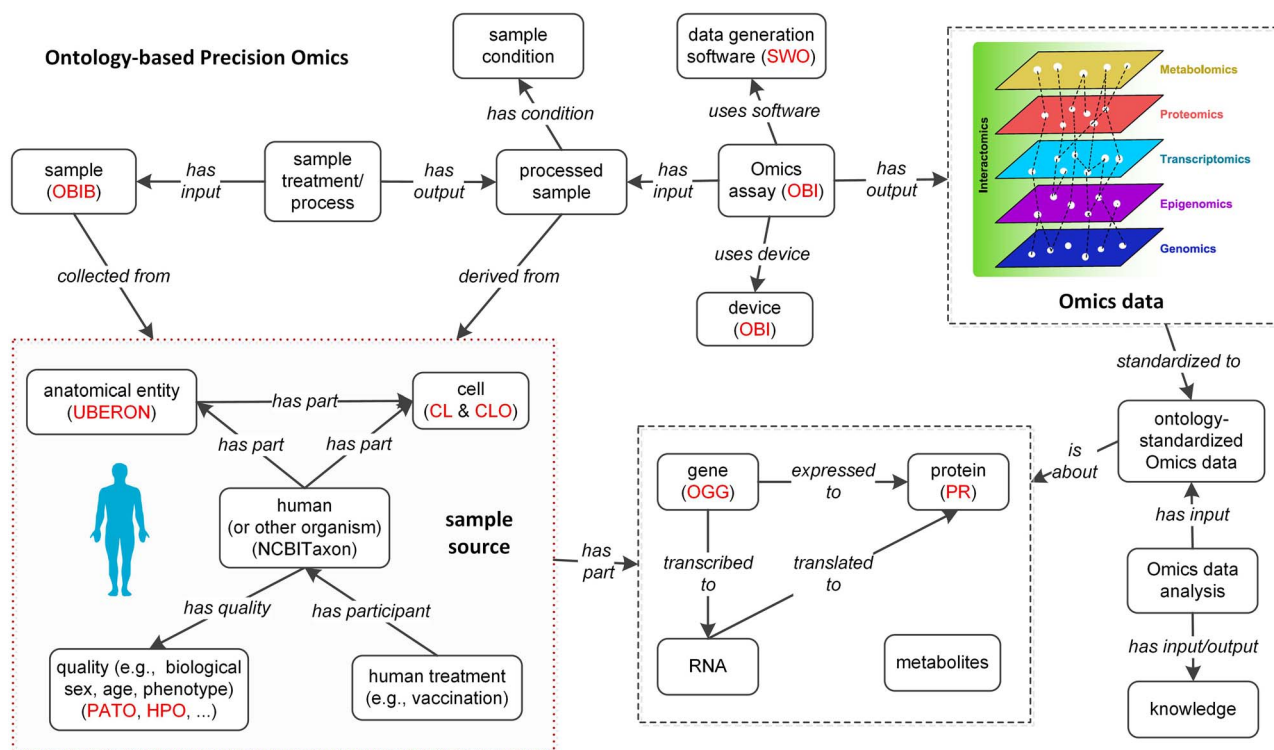 Ontology-based Precision Omics
sample
condition
data generation
software (SWO)
has condition
uses software
sample
(OBIB)
has
input
sample
treatment/
process
has
output
processed
sample
has
input
Omics
assay (OBI)
has
output
Interactomics
Metabolomics
Proteomics
Transcriptomics
Epigenomics
Genomics
Omics data
collected from
derived from
uses device
device
(OBI)
standardized to
anatomical entity
(UBERON)
has part
cell
(CL & CLO)
has part
has part
human
(or other organism)
(NCBITaxon)
sample
source
has quality
has participant
quality (e.g., biological
sex, age, phenotype)
(PATO, HPO, ...)
human treatment
(e.g., vaccination)
has
part
gene
(OGG)
expressed
to
protein
(PR)
transcribed
to
translated
to
RNA
metabolites
is
about
ontology-
standardized
Omics data
has input
Omics data
analysis
has input/output
knowledge